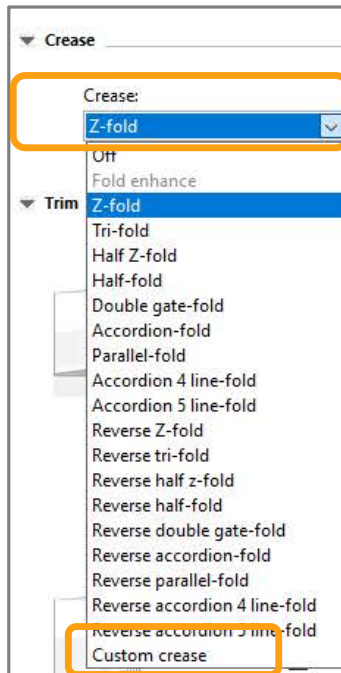 Crease
Crease:
Z-fold
Off
Fold enhance
Trim
Z-fold
Tri-fold
Half Z-fold
Half-fold
Double gate-fold
Accordion-fold
Parallel-fold
Accordion 4 line-fold
Accordion 5 line-fold
Reverse Z-fold
Reverse tri-fold
Reverse half z-fold
Reverse half-fold
Reverse double gate-fold
Reverse accordion-fold
Reverse parallel-fold
Reverse accordion 4 line-fold
Reverse accordion 5 line-fold
Custom crease